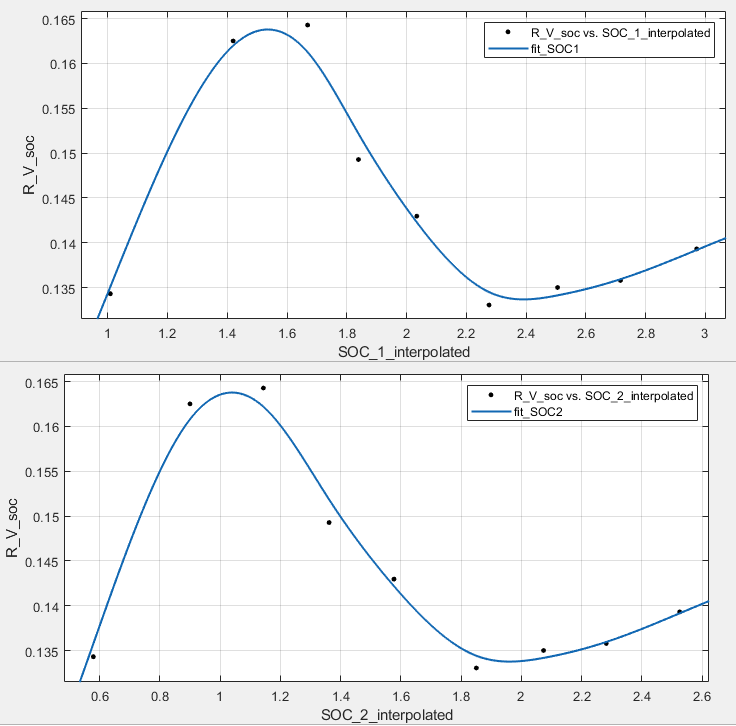 0.165
0.16
0.155
0.15
0.145
0.14
0.135
R_V_soc
R_V_soc vs. SOC_1_interpolated
fit_SOC1
1 1.2 1.4 1.6 1.8 2 2.2 2.4 2.6 2.8 3
SOC_1_interpolated
0.165
0.16
0.155
0.15
0.145
0.14
0.135
R_V_soc
R_V_soc vs. SOC_2_interpolated
fit_SOC2
0.6 0.8 1 1.2 1.4 1.6 1.8 2 2.2 2.4 2.6
SOC_2_interpolated